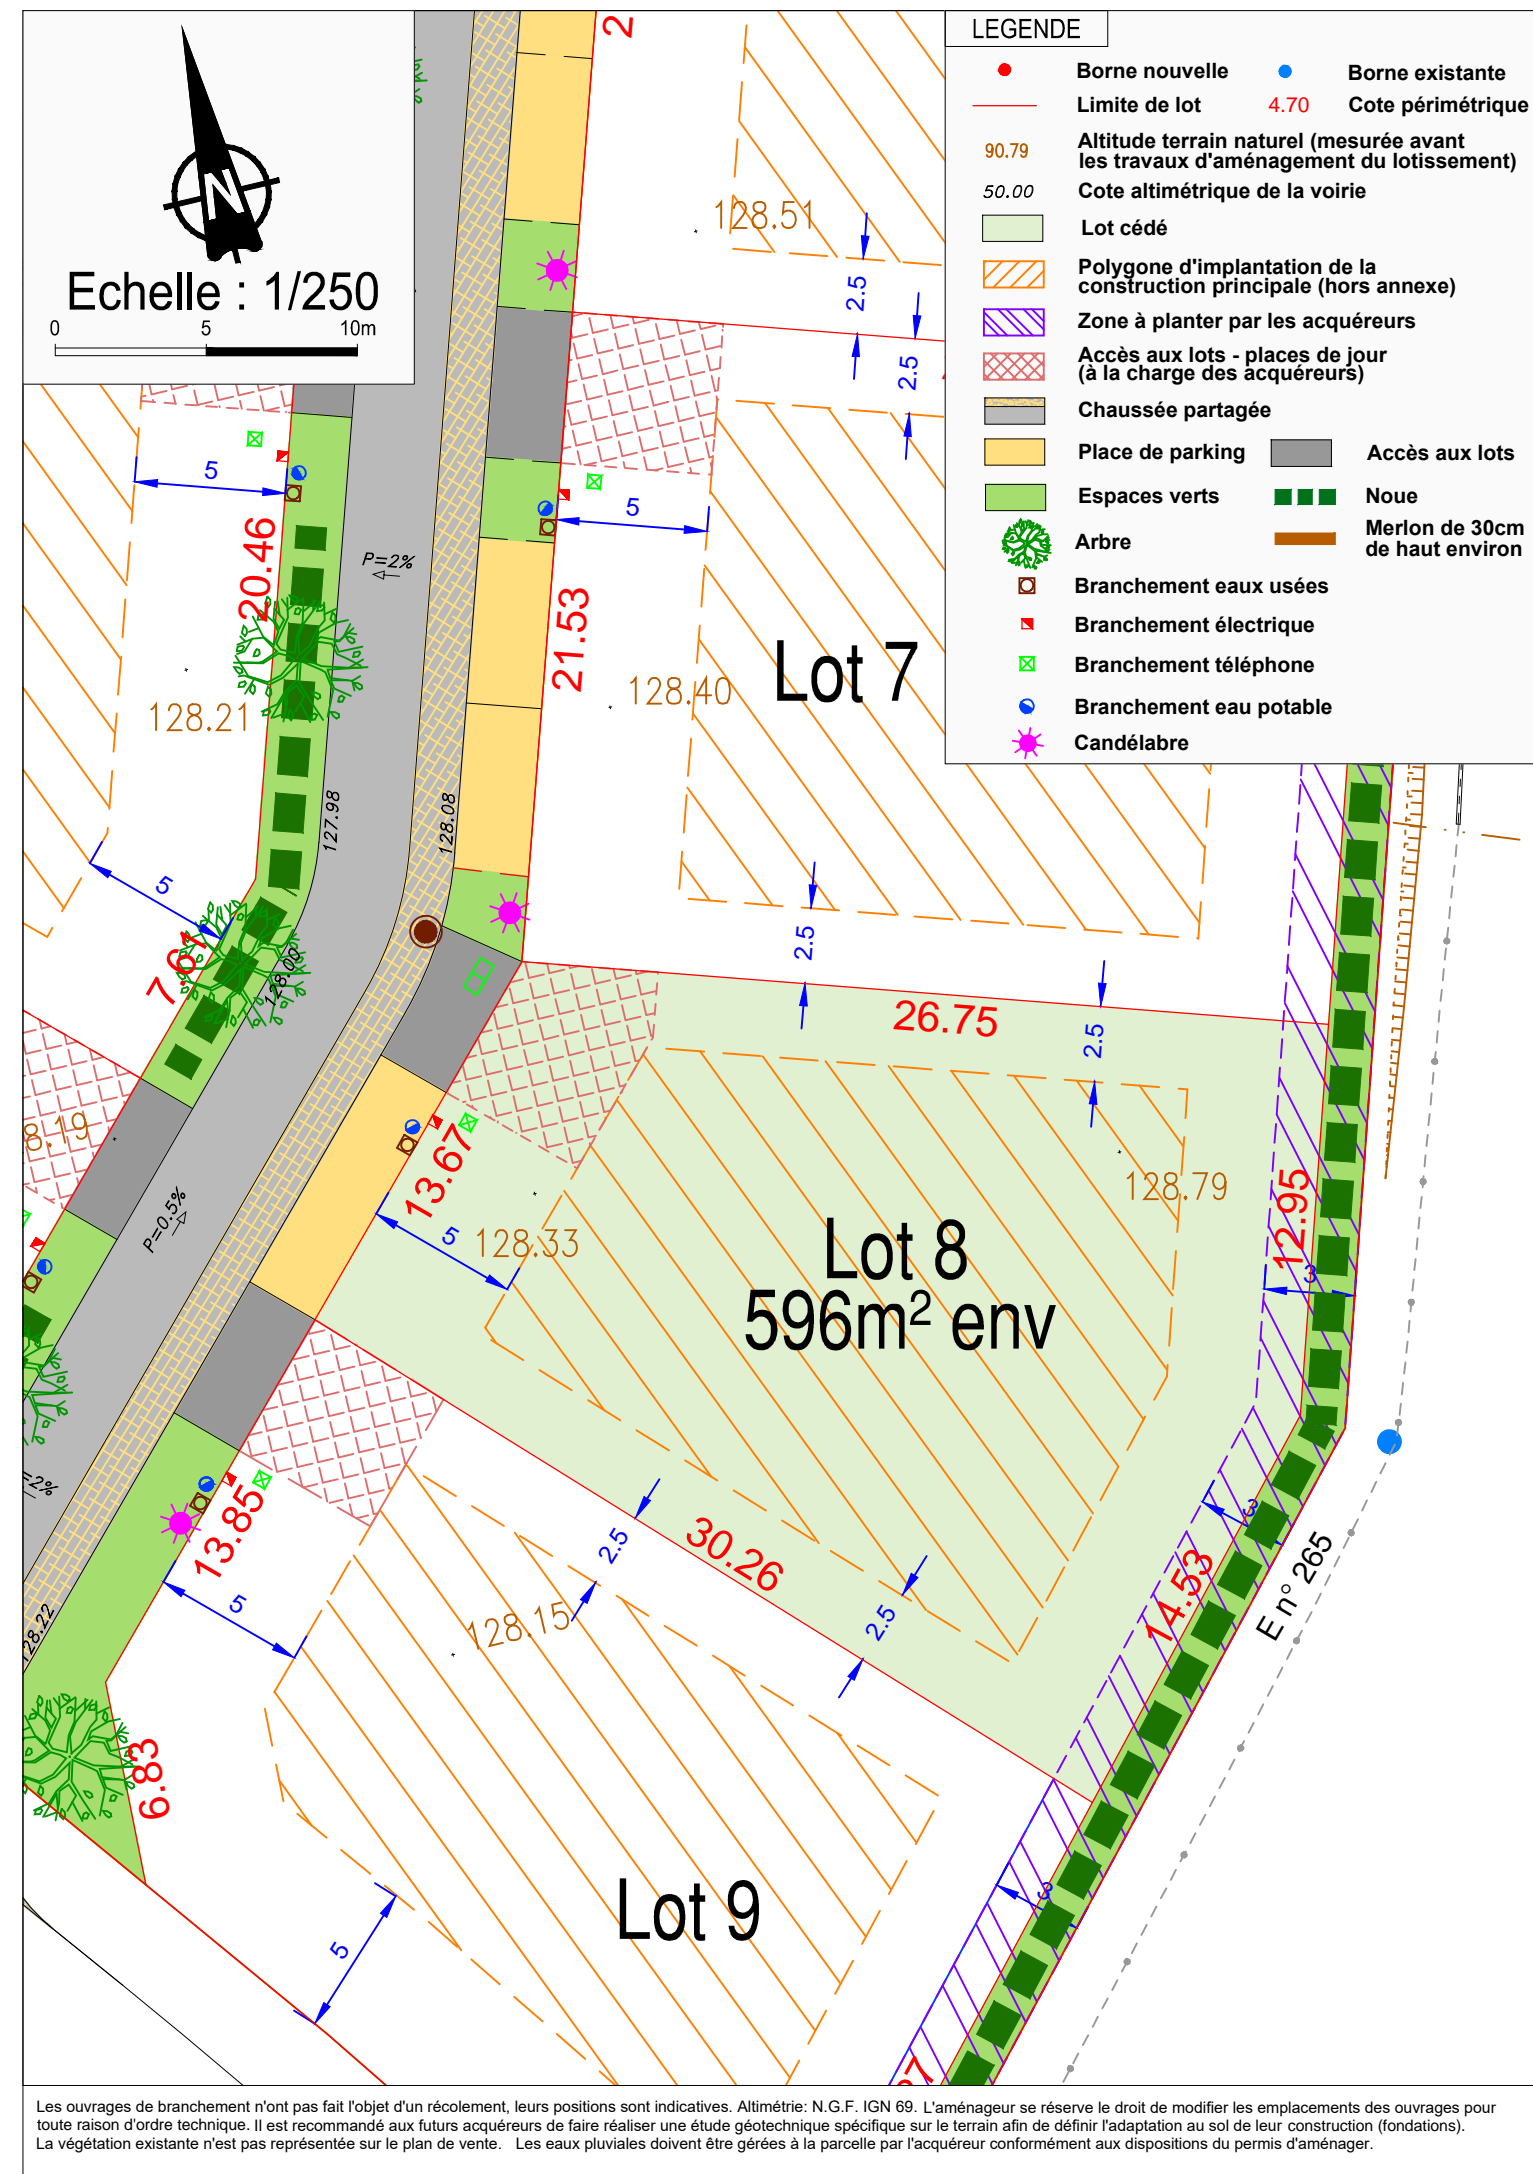 N
Echelle : 1/250
0 5 10m
LEGENDE
Borne nouvelle
Borne existante
Limite de lot
4.70 Cote périmétrique
90.79 Altitude terrain naturel (mesurée avant
les travaux d'aménagement du lotissement)
50.00 Cote altimétrique de la voirie
Lot cédé
Polygone d'implantation de la
construction principale (hors annexe)
Zone à planter par les acquéreurs
Accès aux lots - places de jour
(à la charge des acquéreurs)
Chaussée partagée
Place de parking
Accès aux lots
Espaces verts
Noue
Arbre
Merlon de 30cm
de haut environ
Branchement eaux usées
Branchement électrique
Branchement téléphone
Branchement eau potable
Candélabre
2
128.51
2.5
2.5
5
5
20.46
P=2%
21.53
Lot 7
128.40
128.21
127.98
128.08
5
7.61
128.00
2.5
26.75
2.5
8.19
13.67
128.79
12.95
P=0.5%
5
128.33
Lot 8
596m² env
3
=2%
13.85
2.5
30.26
3
14.53
E n° 265
5
128.15
2.5
128.22
6.83
Lot 9
3
5
37
Les ouvrages de branchement n'ont pas fait l'objet d'un récolement, leurs positions sont indicatives. Altimétrie: N.G.F. IGN 69. L'aménageur se réserve le droit de modifier les emplacements des ouvrages pour
toute raison d'ordre technique. Il est recommandé aux futurs acquéreurs de faire réaliser une étude géotechnique spécifique sur le terrain afin de définir l'adaptation au sol de leur construction (fondations).
La végétation existante n'est pas représentée sur le plan de vente. Les eaux pluviales doivent être gérées à la parcelle par l'acquéreur conformément aux dispositions du permis d'aménager.